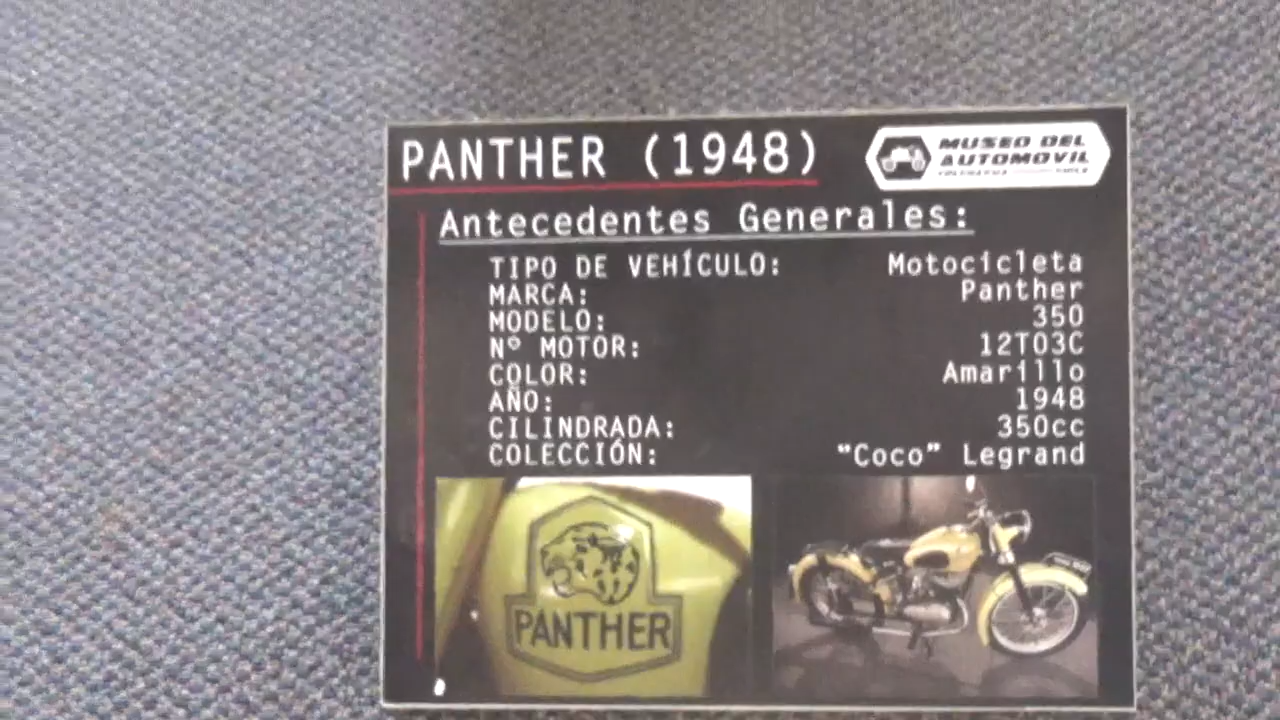 PANTHER (1948)
MUSEO DEL
AUTOMOVIL
Antecedentes Generales:
TIPO DE VEHÍCULO: Motocicleta
MARCA: Panther
MODELO: 350
Nº MOTOR: 12T03C
COLOR: Amarillo
AÑO: 1948
CILINDRADA: 350cc
COLECCIÓN: "Coco" Legrand
PANTHER